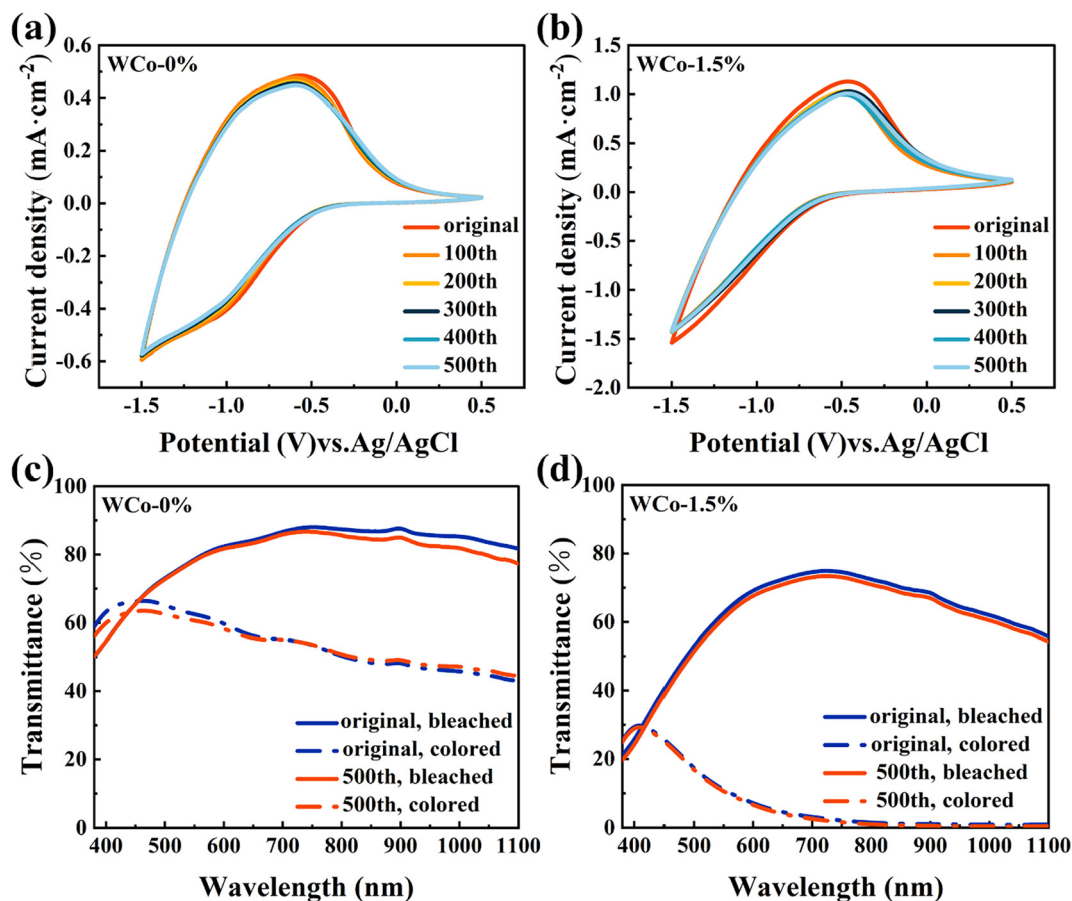 (a)
WCo-0%
Current density (mA·cm⁻²)
0.6
0.4
0.2
0.0
-0.2
-0.4
-0.6
original
100th
200th
300th
400th
500th
-1.5 -1.0 -0.5 0.0 0.5
Potential (V)vs.Ag/AgCl
(b)
WCo-1.5%
Current density (mA·cm⁻²)
1.5
1.0
0.5
0.0
-0.5
-1.0
-1.5
-2.0
original
100th
200th
300th
400th
500th
-1.5 -1.0 -0.5 0.0 0.5
Potential (V)vs.Ag/AgCl
(c)
WCo-0%
Transmittance (%)
100
80
60
40
20
0
original, bleached
original, colored
500th, bleached
500th, colored
400 500 600 700 800 900 1000 1100
Wavelength (nm)
(d)
WCo-1.5%
Transmittance (%)
100
80
60
40
20
0
original, bleached
original, colored
500th, bleached
500th, colored
400 500 600 700 800 900 1000 1100
Wavelength (nm)